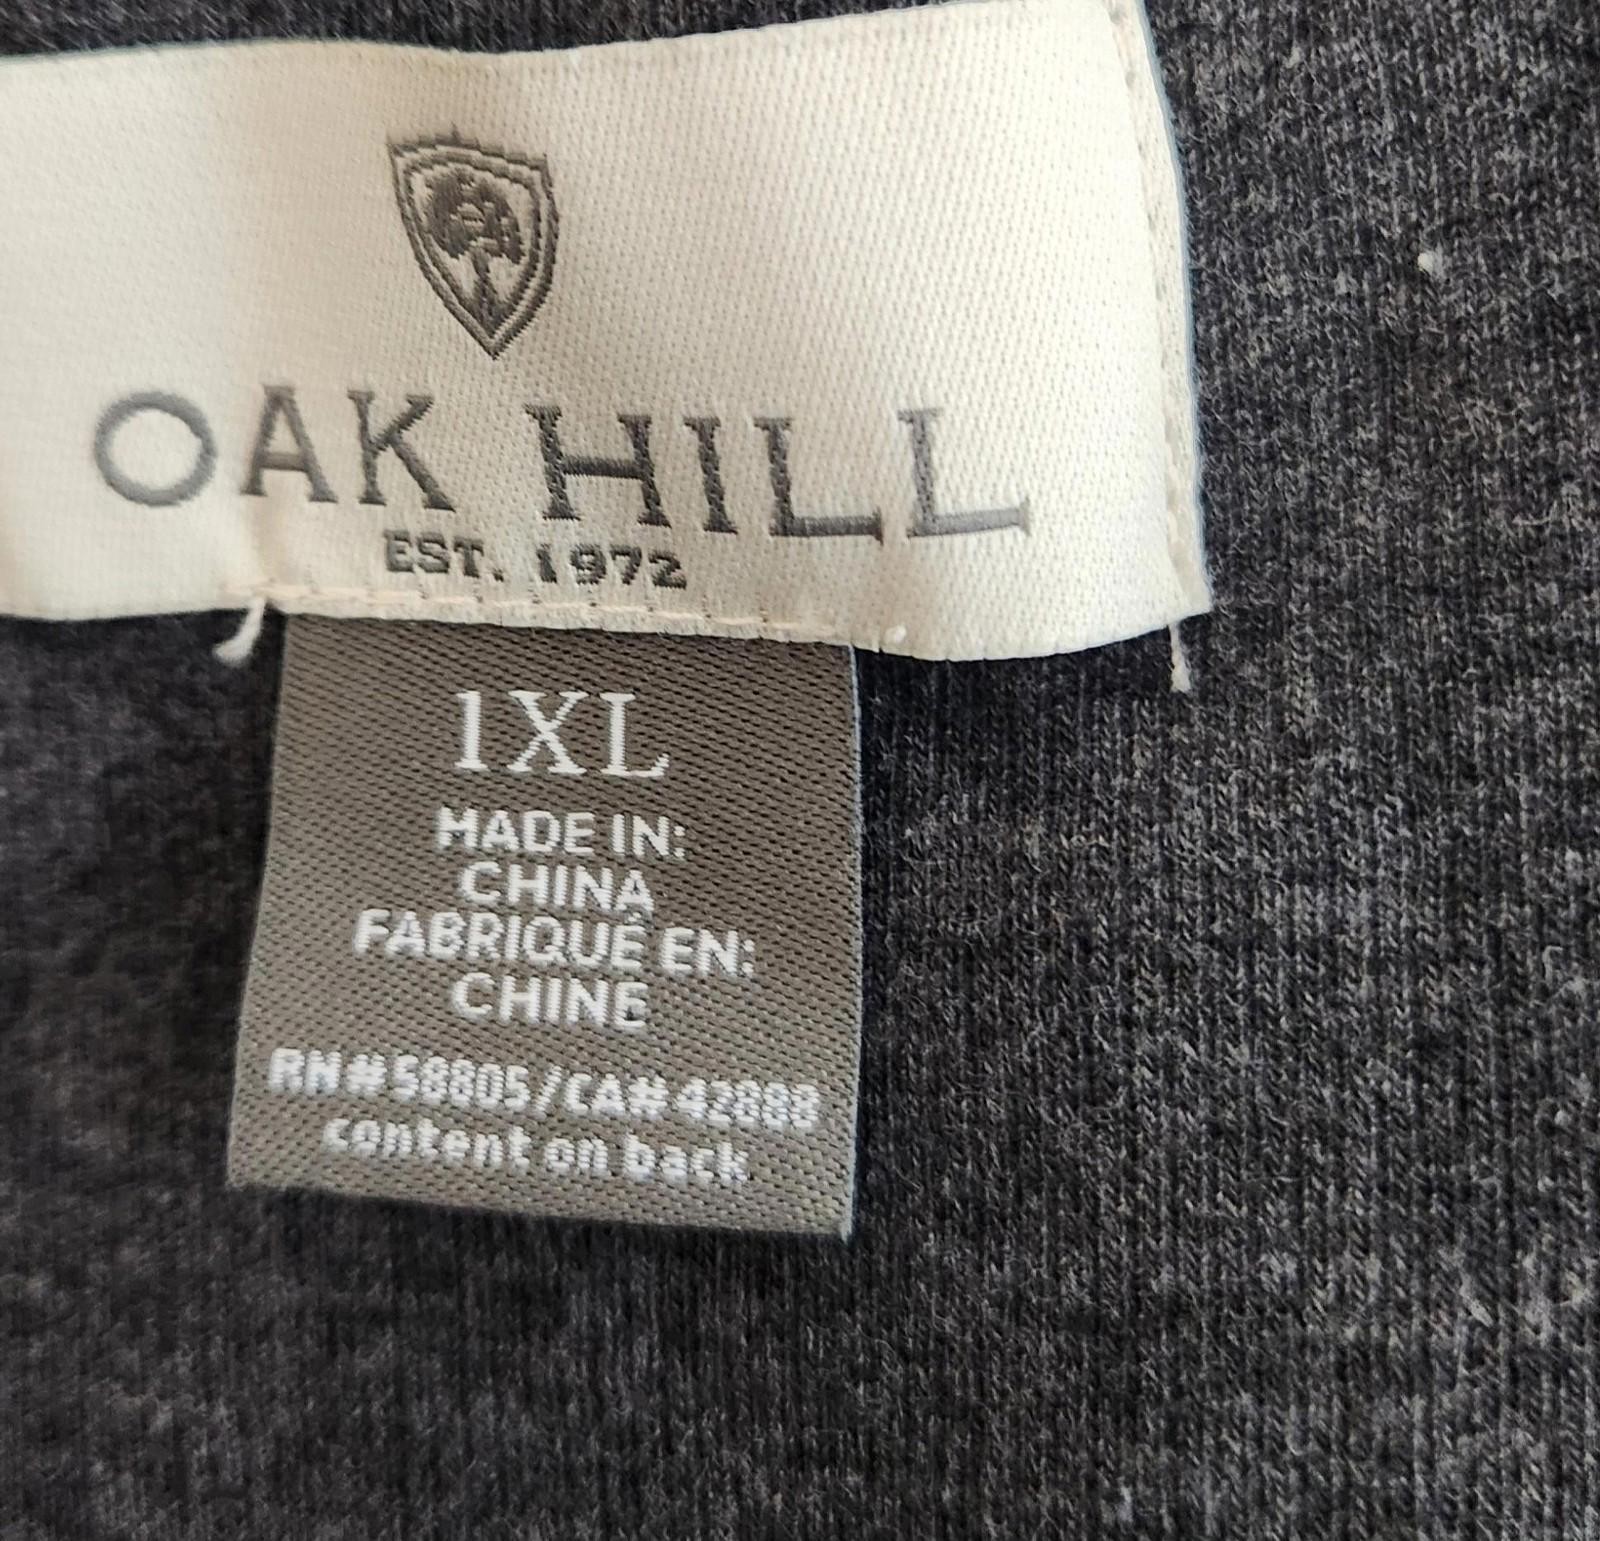 OAK HILL
EST. 1972
1XL
MADE IN:
CHINA
FABRIQUÉ EN:
CHINE
RN#58805/CA#42888
content on back